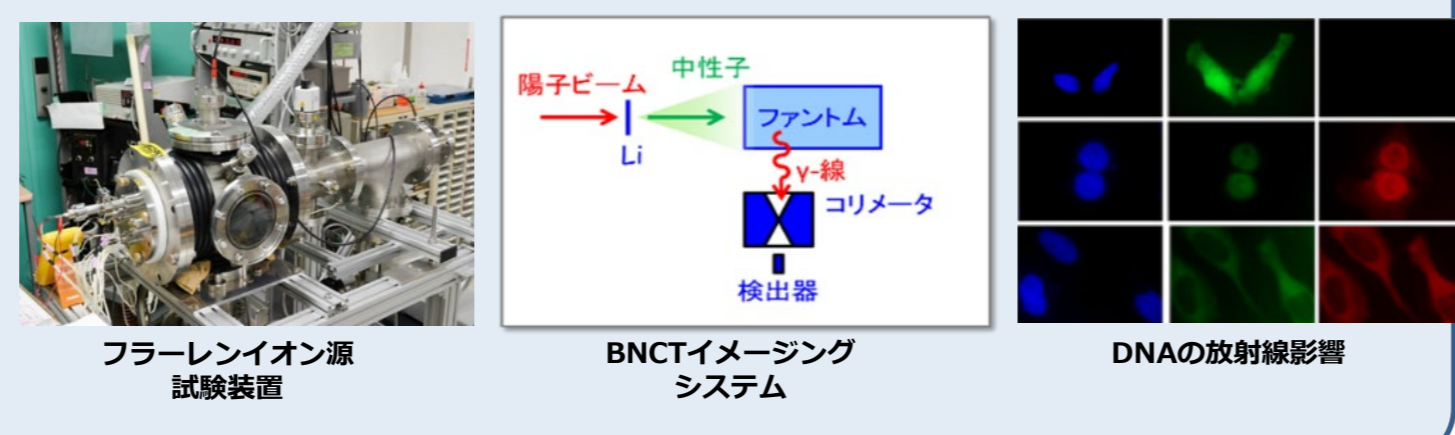 陽子ビーム
中性子
ファントム
Li
γ-線
コリメータ
検出器
フラーレンイオン源
試験装置
BNCTイメージング
システム
DNAの放射線影響